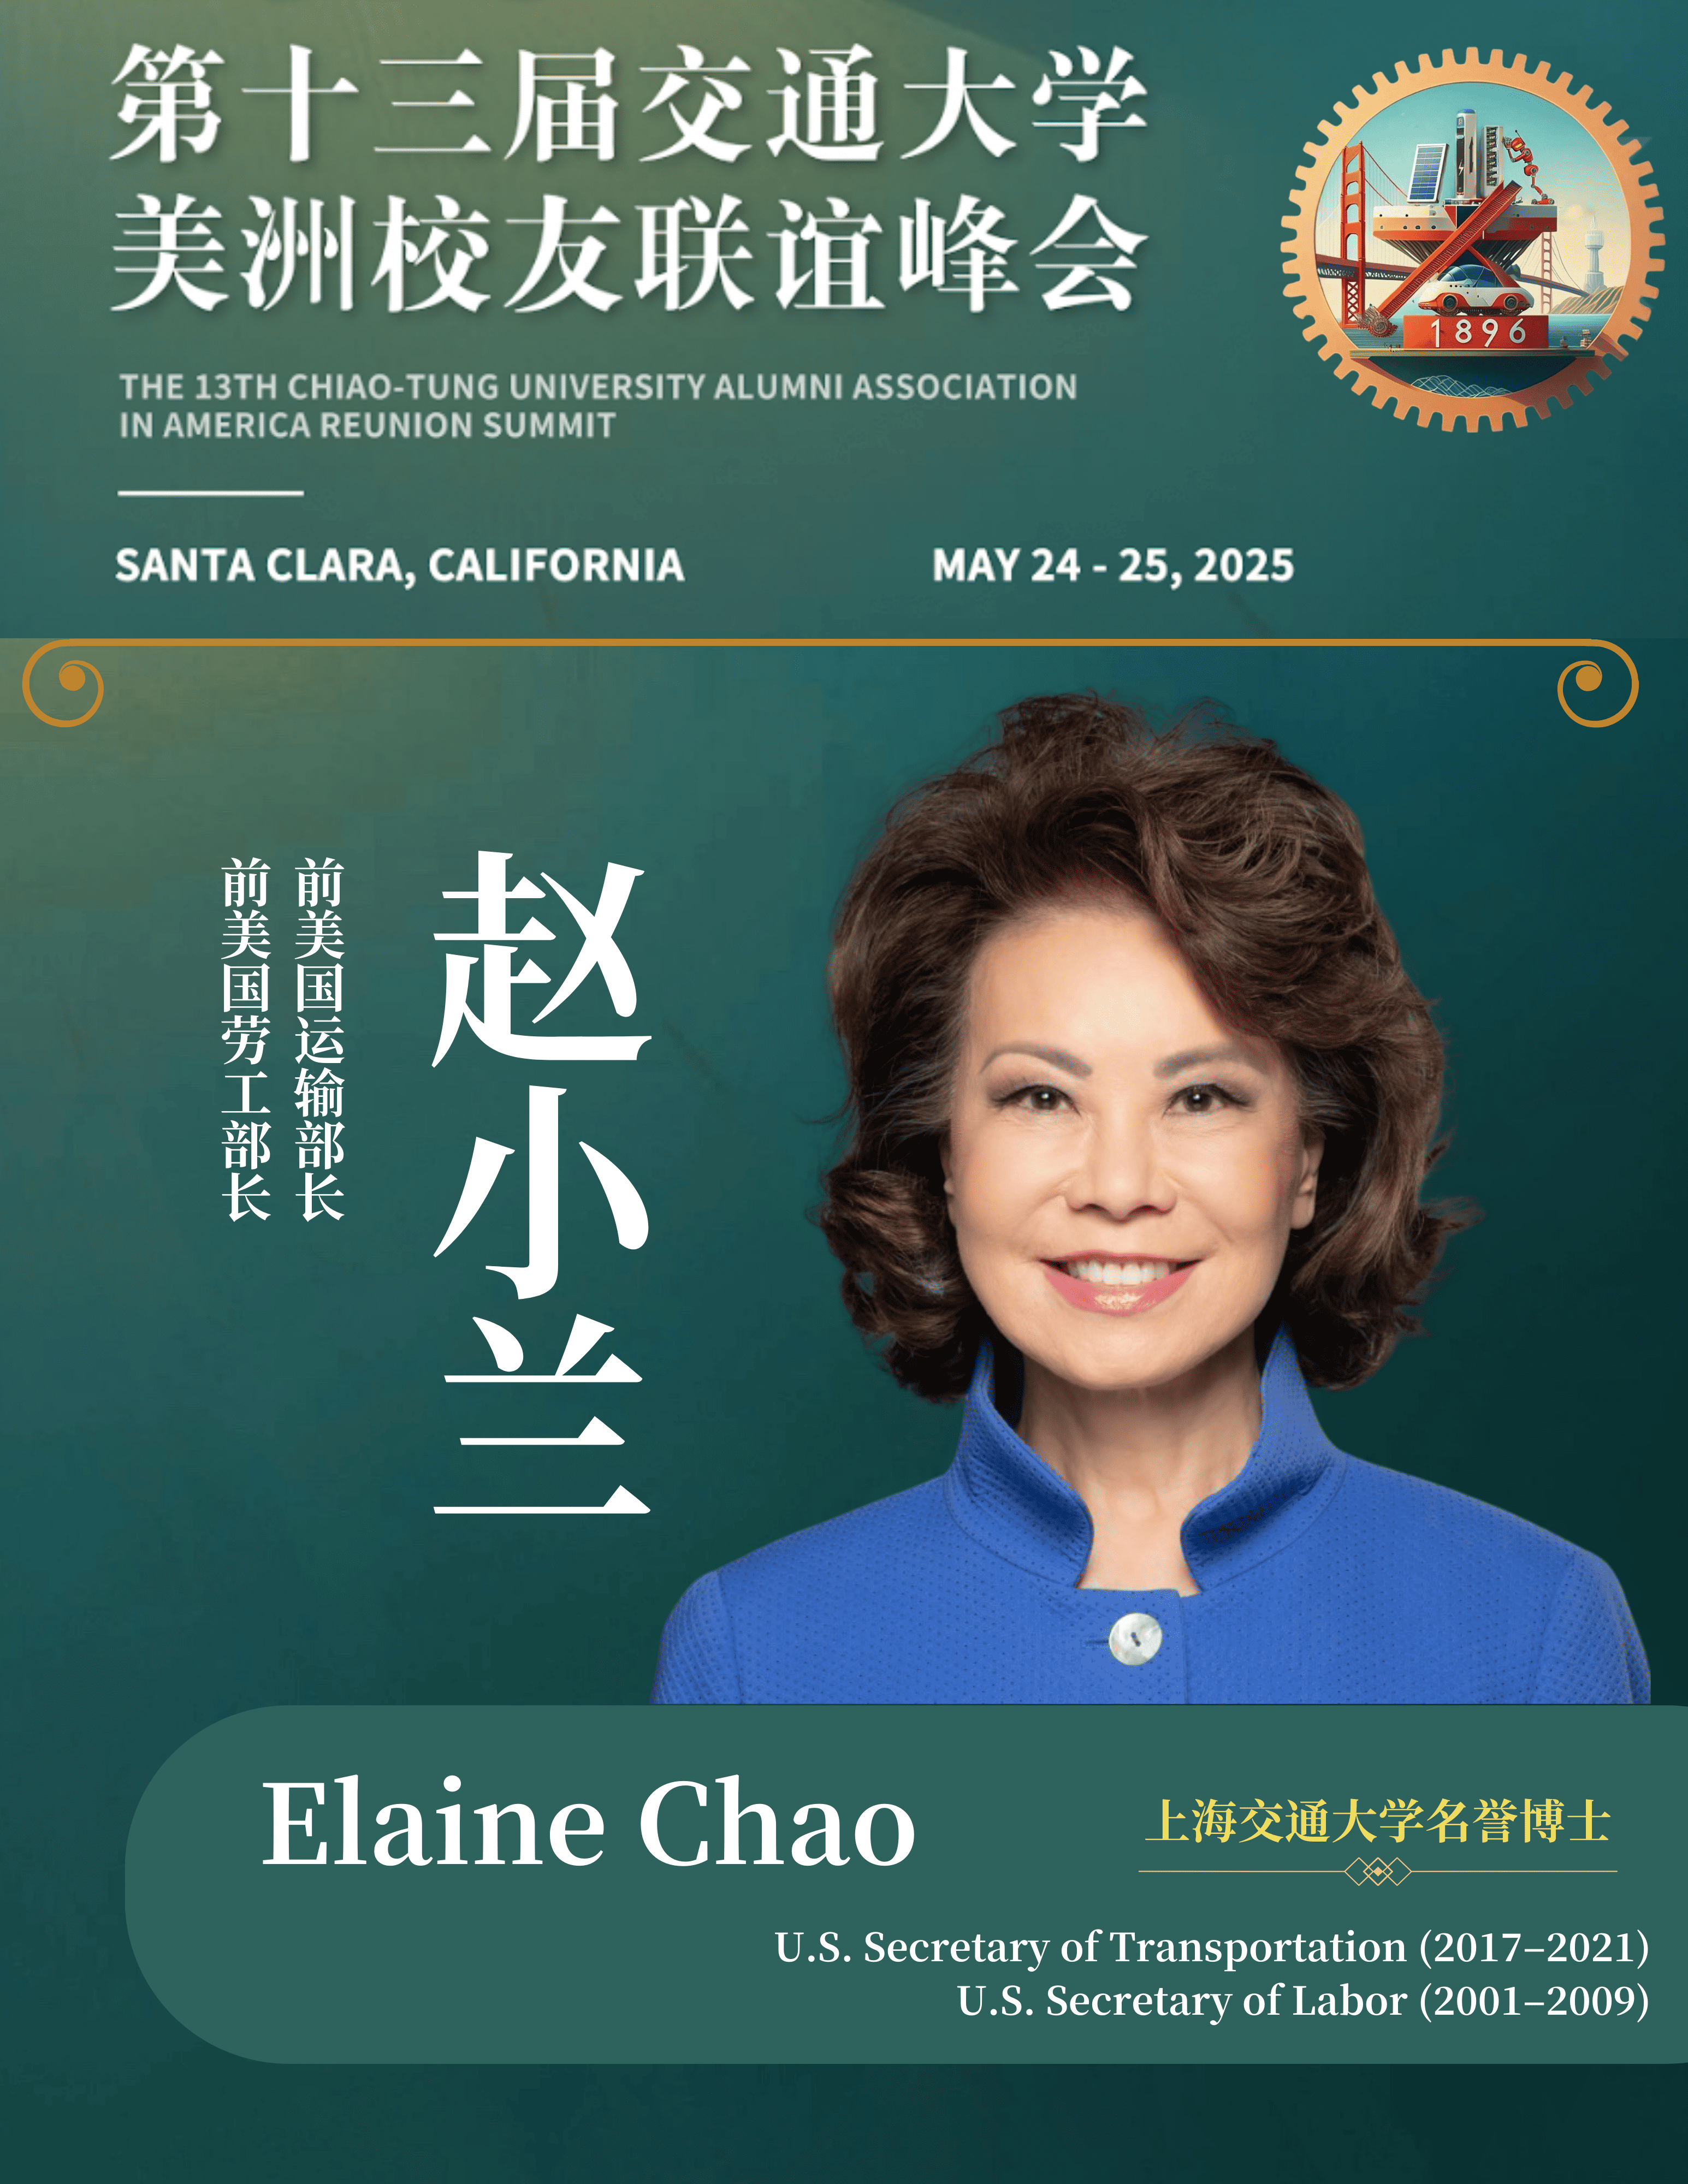 第十三届交通大学
美洲校友联谊峰会
THE 13TH CHIAO-TUNG UNIVERSITY ALUMNI ASSOCIATION
IN AMERICA REUNION SUMMIT
SANTA CLARA, CALIFORNIA
MAY 24 - 25, 2025
1896
赵小兰
前美国运输部长
前美国劳工部长
Elaine Chao
上海交通大学名誉博士
U.S. Secretary of Transportation (2017–2021)
U.S. Secretary of Labor (2001–2009)